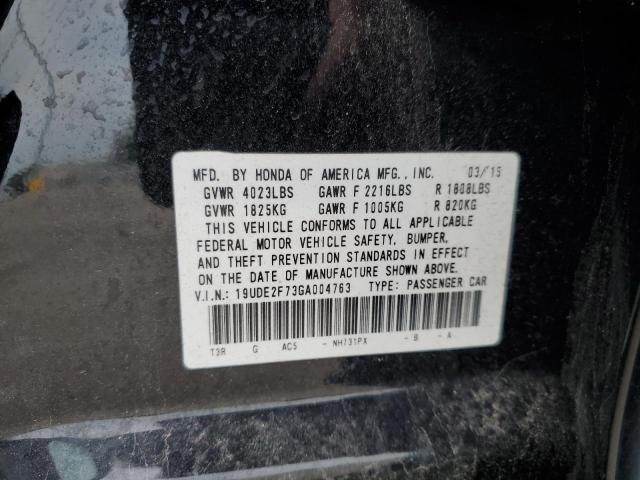 MFD. BY HONDA OF AMERICA MFG., INC. 03/15
GVWR 4023LBS GAWR F 2216LBS R 1808LBS
GVWR 1825KG GAWR F 1005KG R 820KG
THIS VEHICLE CONFORMS TO ALL APPLICABLE
FEDERAL MOTOR VEHICLE SAFETY, BUMPER,
AND THEFT PREVENTION STANDARDS IN EFFECT
ON THE DATE OF MANUFACTURE SHOWN ABOVE.
V.I.N.: 19UDE2F73GA004763 TYPE: PASSENGER CAR
T3R G AC5 - NH731PX - B - A